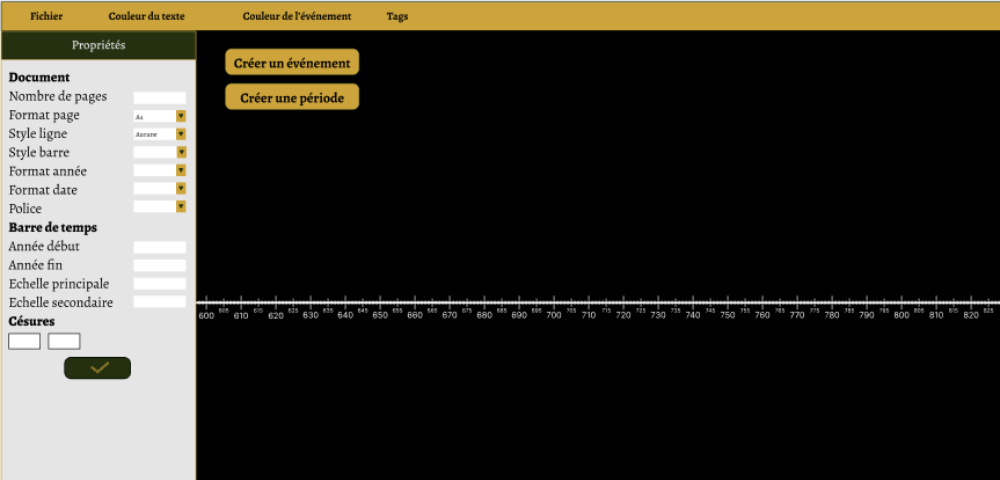 Fichier Couleur du texte Couleur de l'événement Tags
Propriétés
Créer un événement
Créer une période
Document
Nombre de pages
Format page A4
Style ligne Aucune
Style barre
Format année
Format date
Police
Barre de temps
Année début
Année fin
Echelle principale
Echelle secondaire
Césures
605 615 625 635 645 655 665 675 685 695 705 715 725 735 745 755 765 775 785 795 805 815 825
600 610 620 630 640 650 660 670 680 690 700 710 720 730 740 750 760 770 780 790 800 810 820